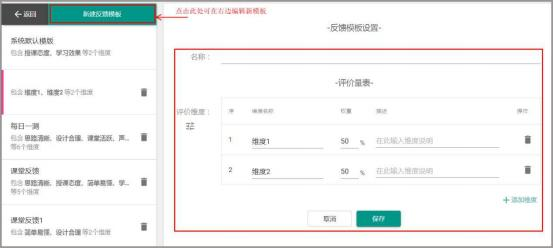 返回
新建反馈模板
点击此处可在右边编辑新模板
系统默认模版
包含 授课态度、学习效果 等2个维度
包含 维度1、维度2 等2个维度
每日一测
包含 思路清晰、设计合理、课堂活跃、声...
等6个维度
课堂反馈
包含 思路清晰、授课态度、简单易懂、学...
等5个维度
课堂反馈1
包含 简单易懂、设计合理 等2个维度
-反馈模板设置-
名称：
-评价量表-
评价维度：
序 维度名称 权重 描述 操作
1 维度1 50 % 在此输入维度说明
2 维度2 50 % 在此输入维度说明
+ 添加维度
取消 保存